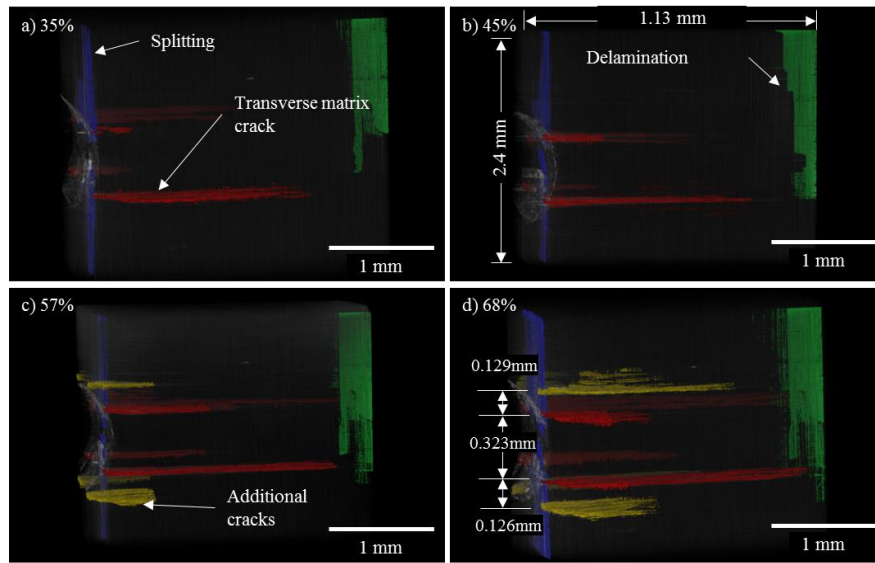 a) 35%
Splitting
Transverse matrix
crack
1 mm
b) 45%
1.13 mm
Delamination
2.4 mm
1 mm
c) 57%
Additional
cracks
1 mm
d) 68%
0.129mm
0.323mm
0.126mm
1 mm